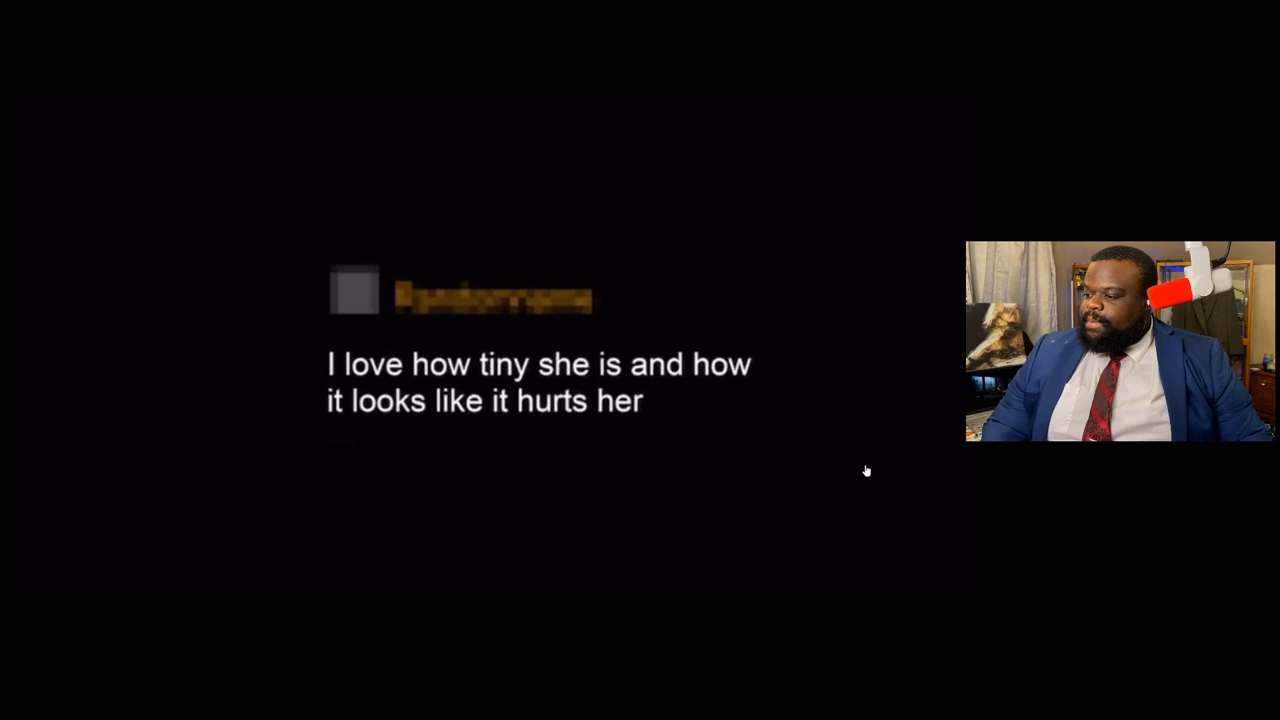 I love how tiny she is and how
it looks like it hurts her